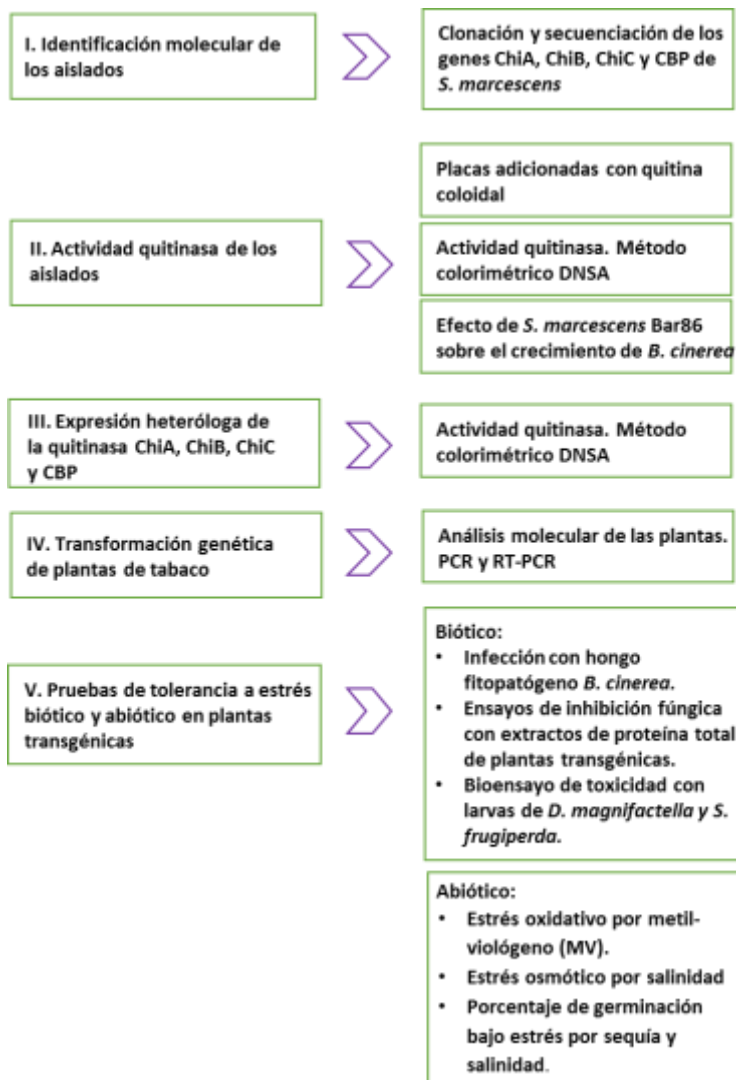 I. Identificación molecular de
los aislados
Clonación y secuenciación de los
genes ChiA, ChiB, ChiC y CBP de
S. marcescens
II. Actividad quitinasa de los
aislados
Placas adicionadas con quitina
coloidal
Actividad quitinasa. Método
colorimétrico DNSA
Efecto de S. marcescens Bar86
sobre el crecimiento de B. cinerea
III. Expresión heteróloga de
la quitinasa ChiA, ChiB, ChiC
y CBP
Actividad quitinasa. Método
colorimétrico DNSA
IV. Transformación genética
de plantas de tabaco
Análisis molecular de las plantas.
PCR y RT-PCR
V. Pruebas de tolerancia a estrés
biótico y abiótico en plantas
transgénicas
Biótico:
• Infección con hongo
fitopatógeno B. cinerea.
• Ensayos de inhibición fúngica
con extractos de proteína total
de plantas transgénicas.
• Bioensayo de toxicidad con
larvas de D. magnifactella y S.
frugiperda.
Abiótico:
• Estrés oxidativo por metil-
viológeno (MV).
• Estrés osmótico por salinidad
• Porcentaje de germinación
bajo estrés por sequía y
salinidad.